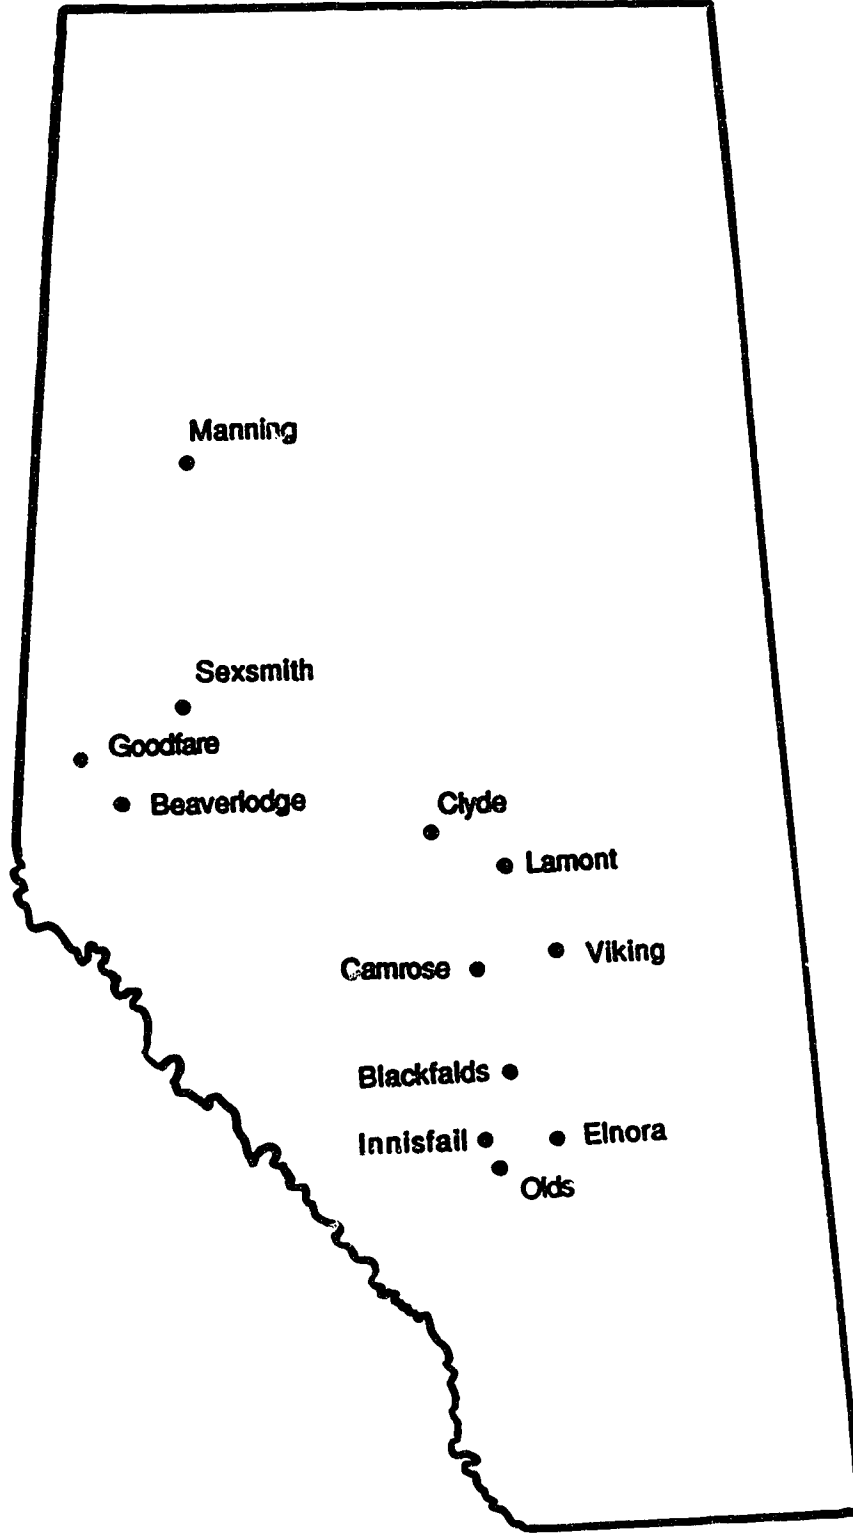 Manning
Sexsmith
Goodfare
Beaverlodge
Clyde
Lamont
Viking
Camrose
Blackfalds
Innisfail
Elnora
Olds